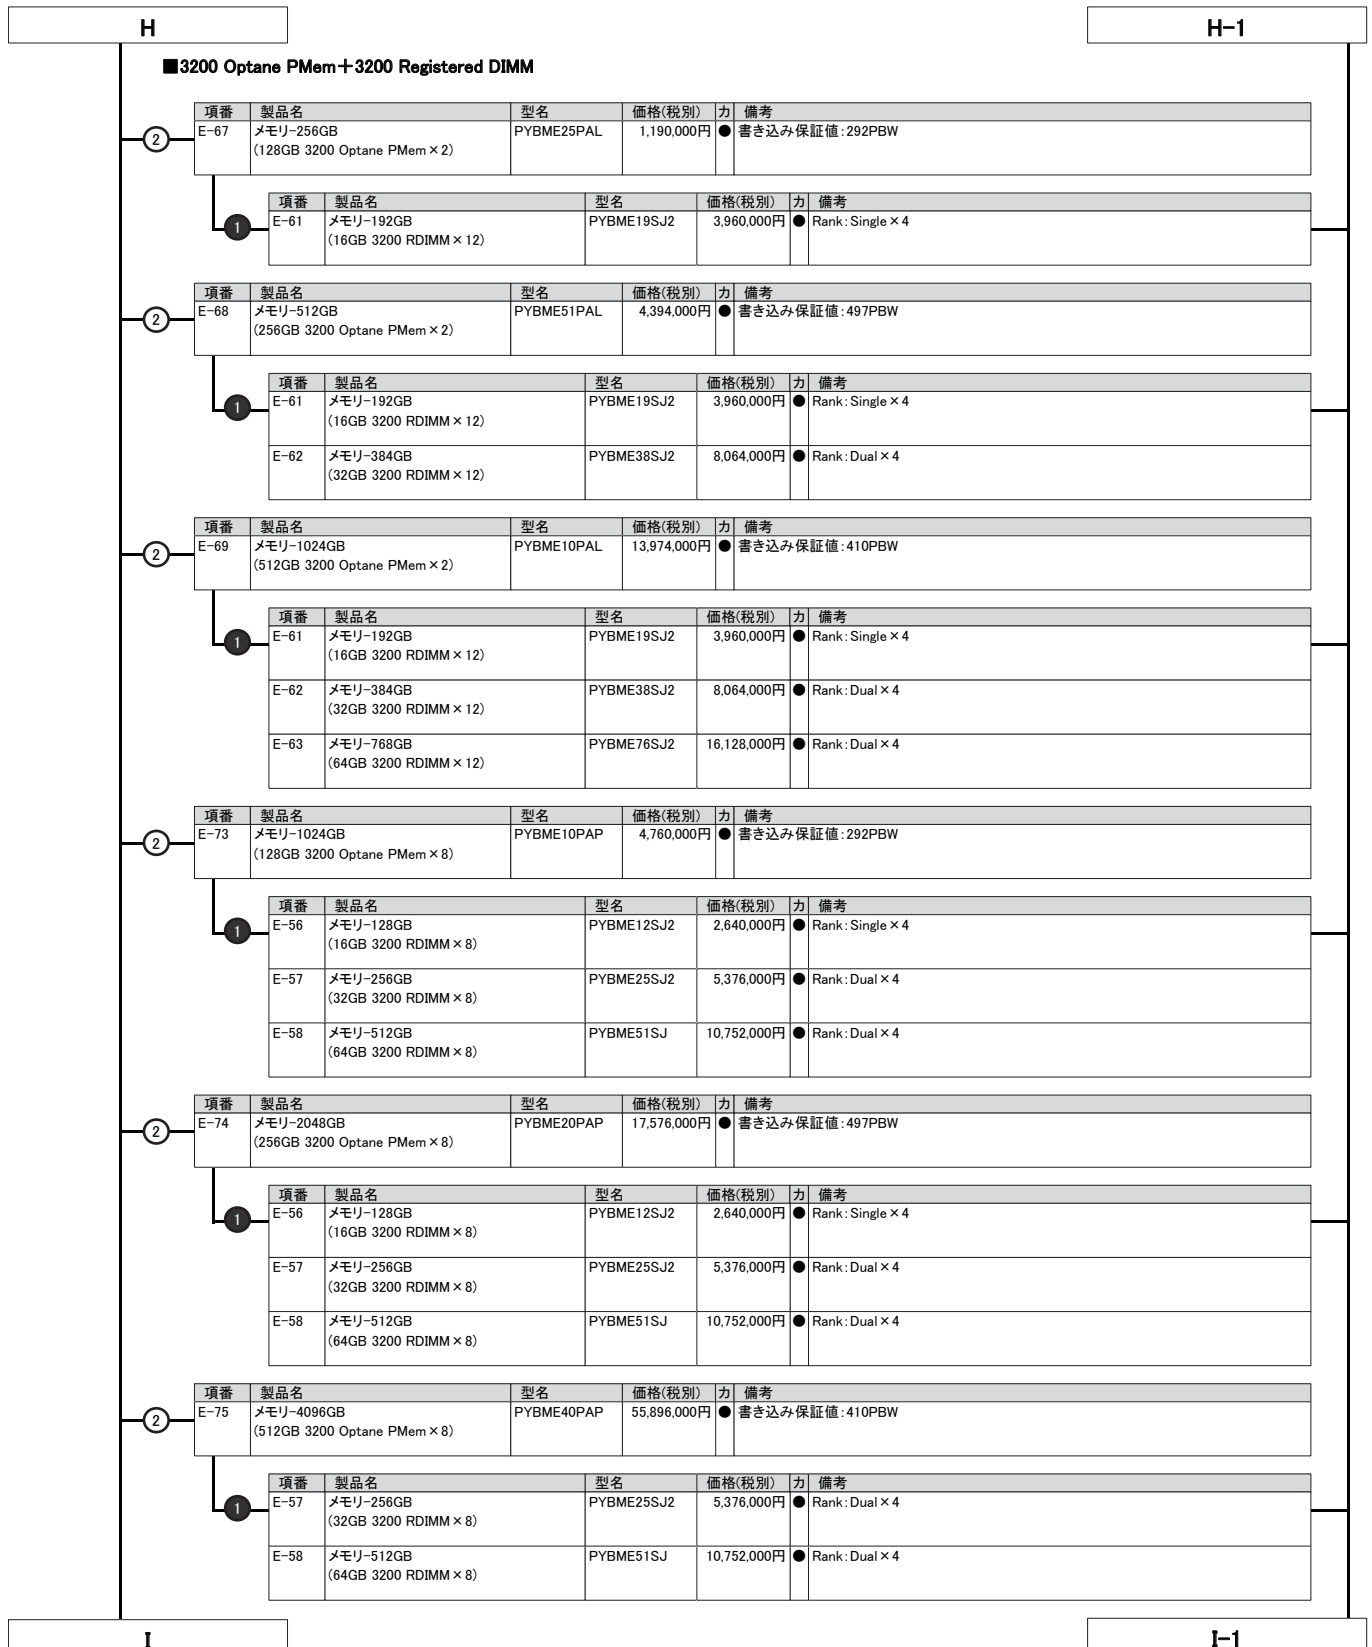 H
H-1
■3200 Optane PMem＋3200 Registered DIMM
項番 製品名 型名 価格(税別) カ 備考
2 E-67 メモリ-256GB PYBME25PAL 1,190,000円 ● 書き込み保証値：292PBW
(128GB 3200 Optane PMem×2)
項番 製品名 型名 価格(税別) カ 備考
1 E-61 メモリ-192GB PYBME19SJ2 3,960,000円 ● Rank：Single×4
(16GB 3200 RDIMM×12)
項番 製品名 型名 価格(税別) カ 備考
2 E-68 メモリ-512GB PYBME51PAL 4,394,000円 ● 書き込み保証値：497PBW
(256GB 3200 Optane PMem×2)
項番 製品名 型名 価格(税別) カ 備考
1 E-61 メモリ-192GB PYBME19SJ2 3,960,000円 ● Rank：Single×4
(16GB 3200 RDIMM×12)
E-62 メモリ-384GB PYBME38SJ2 8,064,000円 ● Rank：Dual×4
(32GB 3200 RDIMM×12)
項番 製品名 型名 価格(税別) カ 備考
2 E-69 メモリ-1024GB PYBME10PAL 13,974,000円 ● 書き込み保証値：410PBW
(512GB 3200 Optane PMem×2)
項番 製品名 型名 価格(税別) カ 備考
1 E-61 メモリ-192GB PYBME19SJ2 3,960,000円 ● Rank：Single×4
(16GB 3200 RDIMM×12)
E-62 メモリ-384GB PYBME38SJ2 8,064,000円 ● Rank：Dual×4
(32GB 3200 RDIMM×12)
E-63 メモリ-768GB PYBME76SJ2 16,128,000円 ● Rank：Dual×4
(64GB 3200 RDIMM×12)
項番 製品名 型名 価格(税別) カ 備考
2 E-73 メモリ-1024GB PYBME10PAP 4,760,000円 ● 書き込み保証値：292PBW
(128GB 3200 Optane PMem×8)
項番 製品名 型名 価格(税別) カ 備考
1 E-56 メモリ-128GB PYBME12SJ2 2,640,000円 ● Rank：Single×4
(16GB 3200 RDIMM×8)
E-57 メモリ-256GB PYBME25SJ2 5,376,000円 ● Rank：Dual×4
(32GB 3200 RDIMM×8)
E-58 メモリ-512GB PYBME51SJ 10,752,000円 ● Rank：Dual×4
(64GB 3200 RDIMM×8)
項番 製品名 型名 価格(税別) カ 備考
2 E-74 メモリ-2048GB PYBME20PAP 17,576,000円 ● 書き込み保証値：497PBW
(256GB 3200 Optane PMem×8)
項番 製品名 型名 価格(税別) カ 備考
1 E-56 メモリ-128GB PYBME12SJ2 2,640,000円 ● Rank：Single×4
(16GB 3200 RDIMM×8)
E-57 メモリ-256GB PYBME25SJ2 5,376,000円 ● Rank：Dual×4
(32GB 3200 RDIMM×8)
E-58 メモリ-512GB PYBME51SJ 10,752,000円 ● Rank：Dual×4
(64GB 3200 RDIMM×8)
項番 製品名 型名 価格(税別) カ 備考
2 E-75 メモリ-4096GB PYBME40PAP 55,896,000円 ● 書き込み保証値：410PBW
(512GB 3200 Optane PMem×8)
項番 製品名 型名 価格(税別) カ 備考
1 E-57 メモリ-256GB PYBME25SJ2 5,376,000円 ● Rank：Dual×4
(32GB 3200 RDIMM×8)
E-58 メモリ-512GB PYBME51SJ 10,752,000円 ● Rank：Dual×4
(64GB 3200 RDIMM×8)
I
I-1